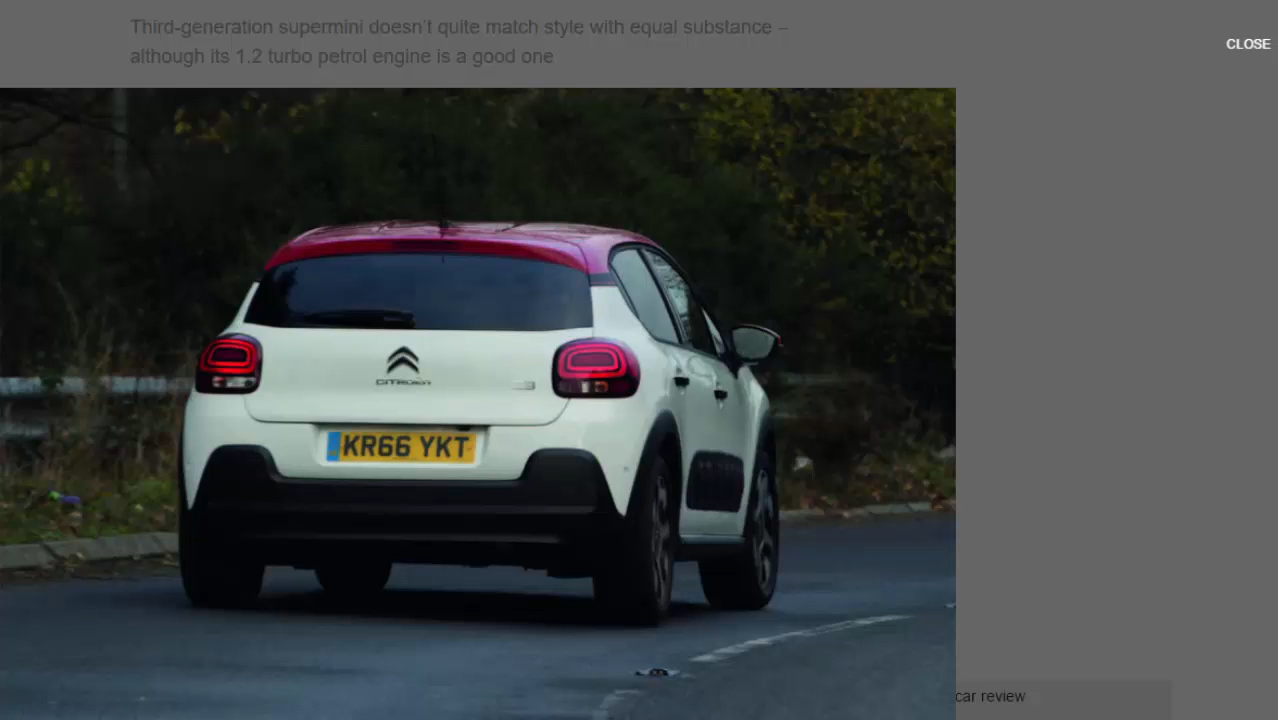 Third-generation supermini doesn't quite match style with equal substance –
although its 1.2 turbo petrol engine is a good one
CLOSE
CITROËN
KR66 YKT
car review